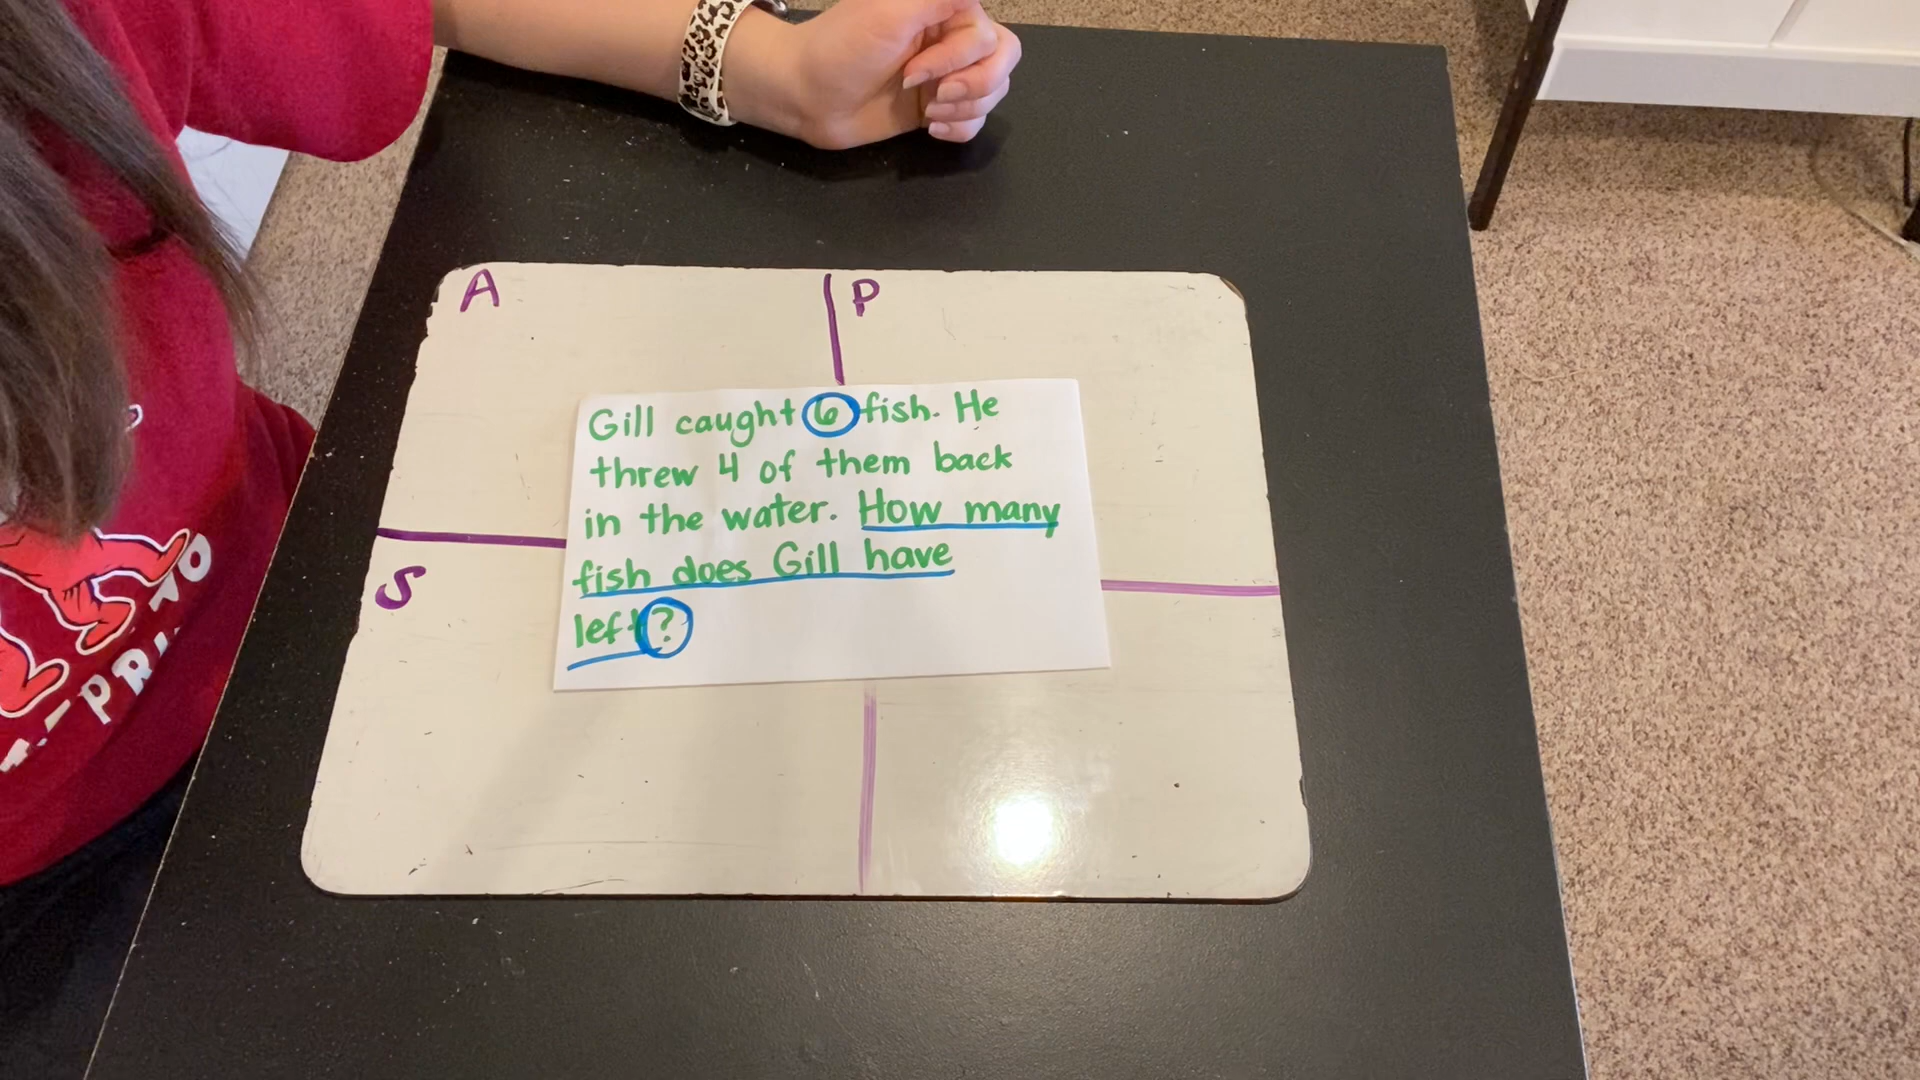 A
P
Gill caught 6 fish. He
threw 4 of them back
in the water. How many
fish does Gill have
left?
S